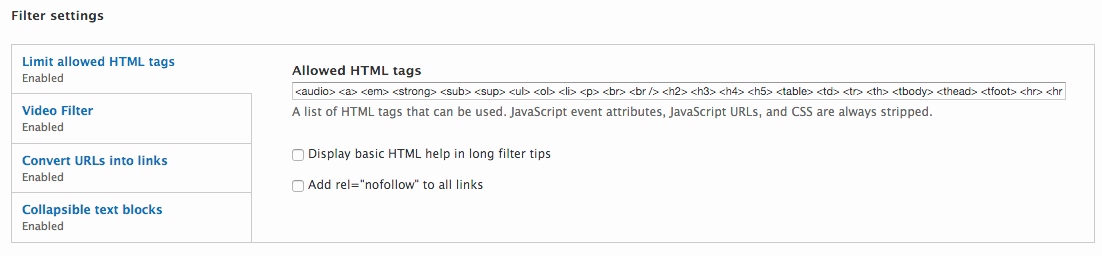 Filter settings
Limit allowed HTML tags
Enabled
Video Filter
Enabled
Convert URLs into links
Enabled
Collapsible text blocks
Enabled
Allowed HTML tags
<audio> <a> <em> <strong> <sub> <sup> <ul> <ol> <li> <p> <br> <br /> <h2> <h3> <h4> <h5> <table> <td> <tr> <th> <tbody> <thead> <tfoot> <hr> <hr
A list of HTML tags that can be used. JavaScript event attributes, JavaScript URLs, and CSS are always stripped.
Display basic HTML help in long filter tips
Add rel="nofollow" to all links